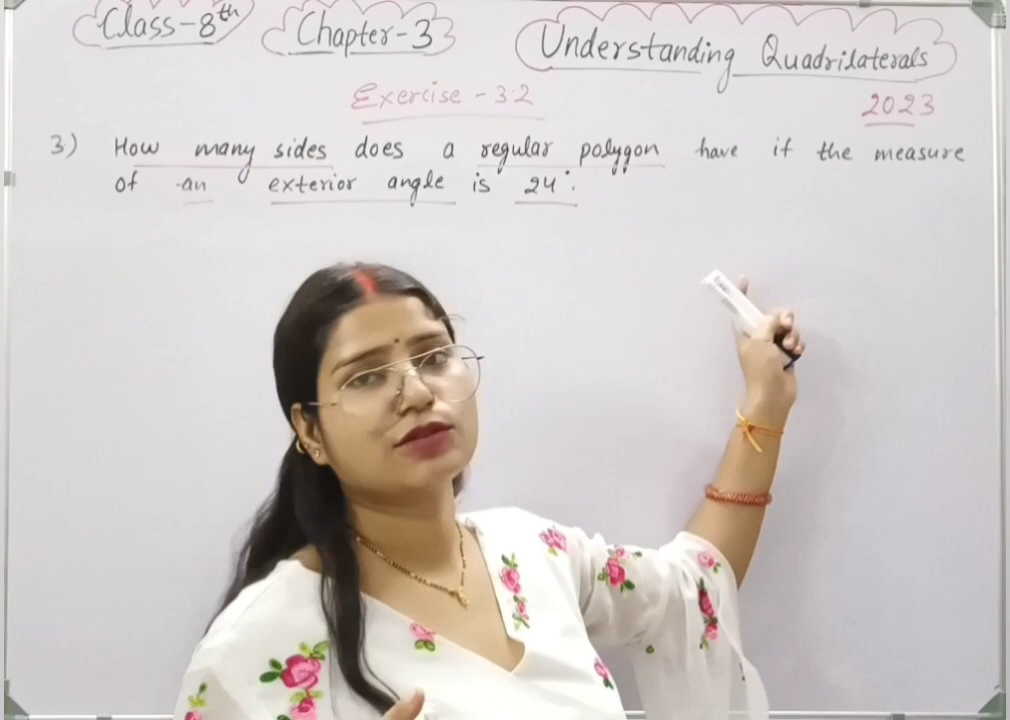 Class-8th Chapter-3 Understanding Quadrilaterals
Exercise - 3.2 2023
3) How many sides does a regular polygon have if the measure
of an exterior angle is 24°.